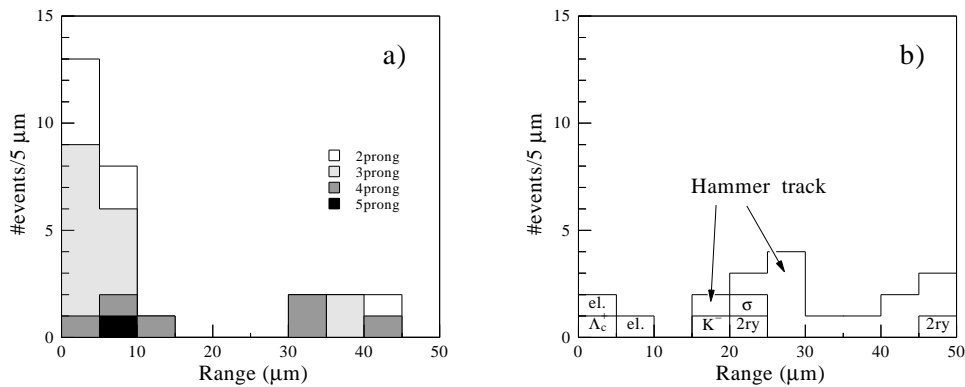 15
10
5
0
#events/5 μm
a)
2prong
3prong
4prong
5prong
0 10 20 30 40 50
Range (μm)
15
10
5
0
#events/5 μm
b)
Hammer track
el.
σ
Λc+
el.
K−
2ry
2ry
0 10 20 30 40 50
Range (μm)